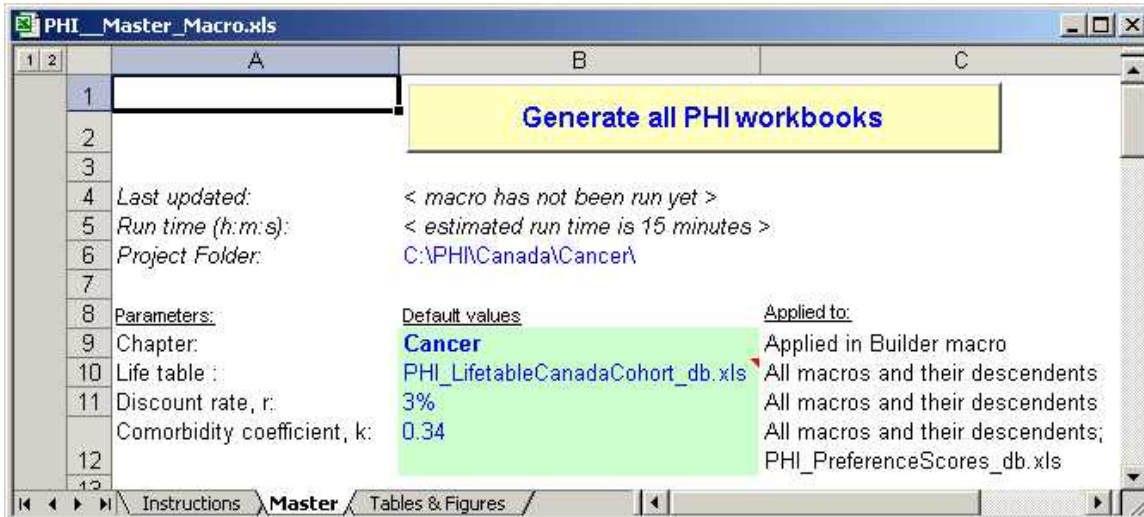 PHI__Master_Macro.xls
1 2
A B C
1
Generate all PHI workbooks
2
3
4 Last updated: < macro has not been run yet >
5 Run time (h:m:s): < estimated run time is 15 minutes >
6 Project Folder: C:\PHI\Canada\Cancer\
7
8 Parameters: Default values Applied to:
9 Chapter: Cancer Applied in Builder macro
10 Life table : PHI_LifetableCanadaCohort_db.xls All macros and their descendents
11 Discount rate, r: 3% All macros and their descendents
Comorbidity coefficient, k: 0.34 All macros and their descendents;
12 PHI_PreferenceScores_db.xls
13
Instructions Master Tables & Figures